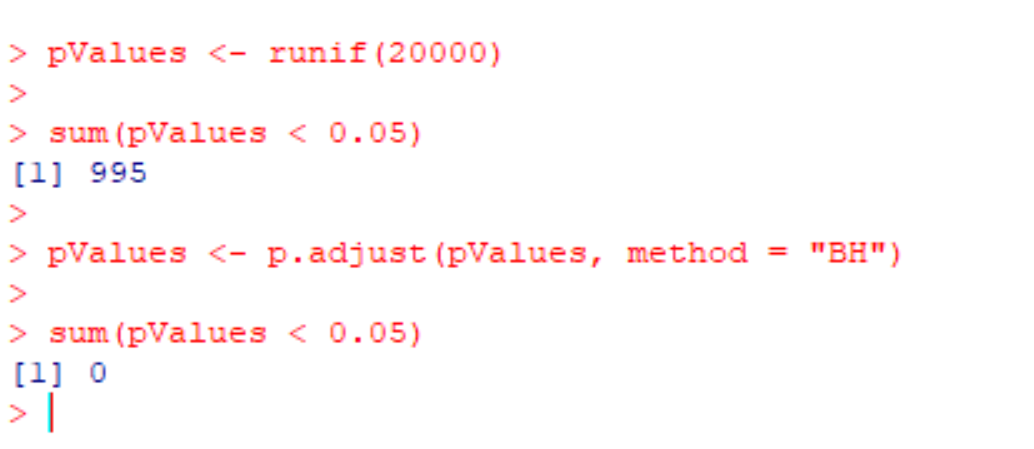 > pValues <- runif(20000)
>
> sum(pValues < 0.05)
[1] 995
>
> pValues <- p.adjust(pValues, method = "BH")
>
> sum(pValues < 0.05)
[1] 0
>